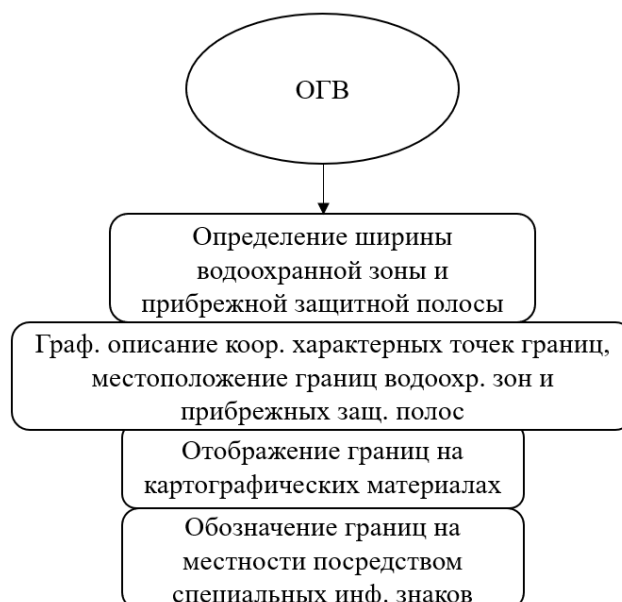 ОГВ
Определение ширины
водоохранной зоны и
прибрежной защитной полосы
Граф. описание коор. характерных точек границ,
местоположение границ водоохр. зон и
прибрежных защ. полос
Отображение границ на
картографических материалах
Обозначение границ на
местности посредством
специальных инф. знаков